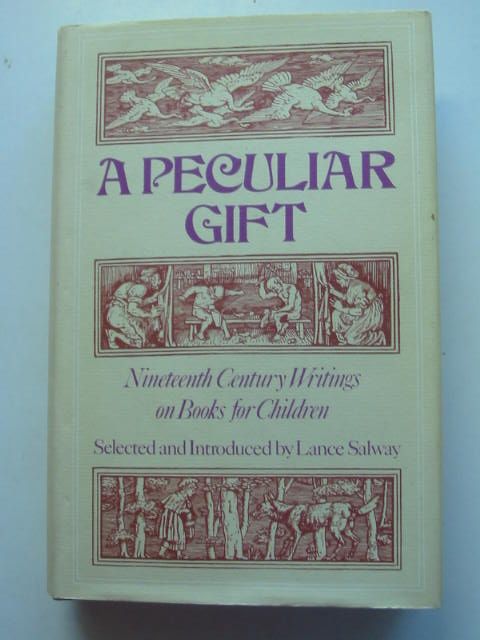 A PECULIAR
GIFT
Nineteenth Century Writings
on Books for Children
Selected and Introduced by Lance Salway